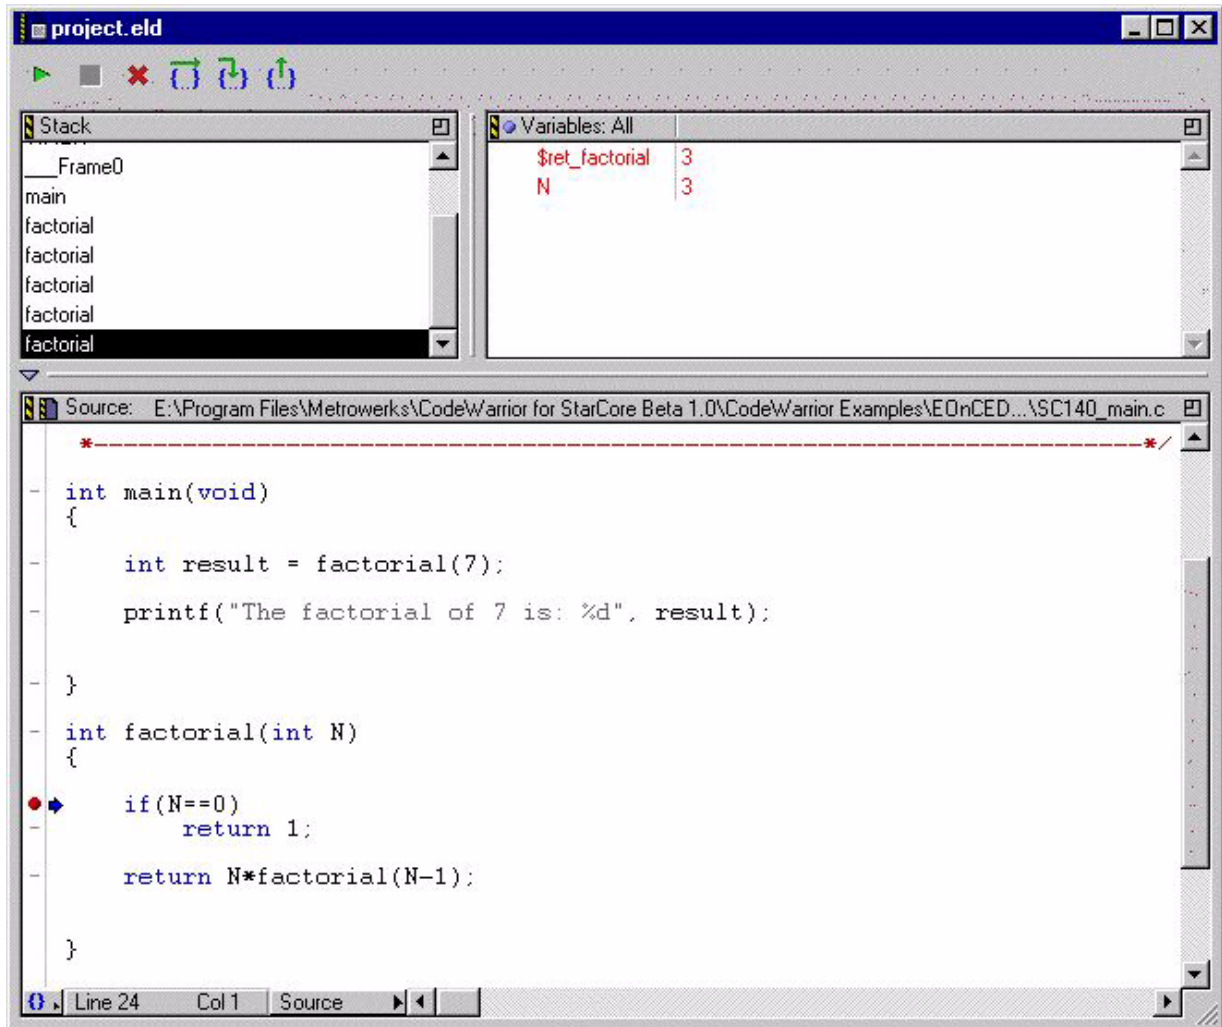 project.eld
Stack
___Frame0
main
factorial
factorial
factorial
factorial
factorial
Variables: All
$ret_factorial 3
N 3
Source: E:\Program Files\Metrowerks\CodeWarrior for StarCore Beta 1.0\CodeWarrior Examples\EOnCED...\SC140_main.c
*------------------------------------------------------------------------*/
int main(void)
{
int result = factorial(7);
printf("The factorial of 7 is: %d", result);
}
int factorial(int N)
{
if(N==0)
return 1;
return N*factorial(N-1);
}
Line 24 Col 1 Source